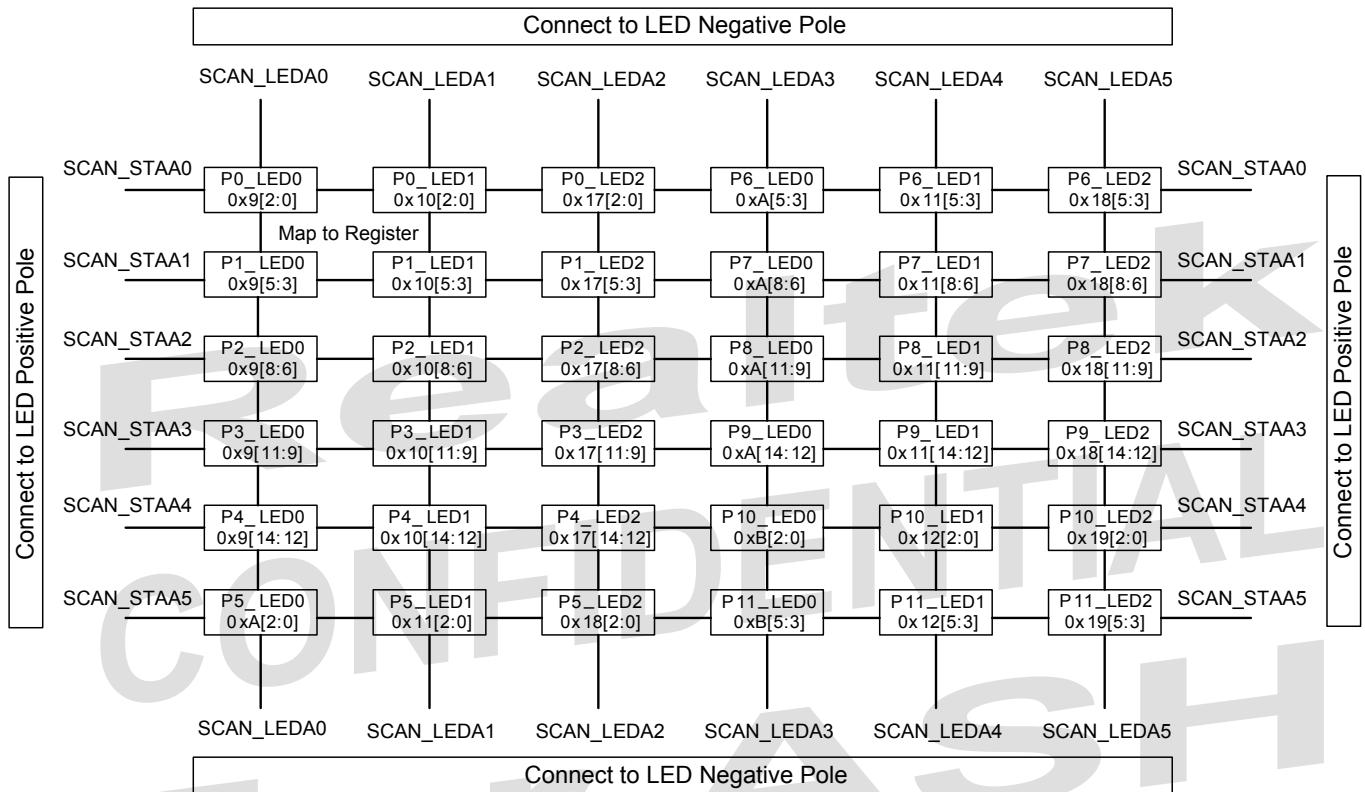 Connect to LED Negative Pole
SCAN_LEDA0 SCAN_LEDA1 SCAN_LEDA2 SCAN_LEDA3 SCAN_LEDA4 SCAN_LEDA5
SCAN_STAA0 P0_LED0 P0_LED1 P0_LED2 P6_LED0 P6_LED1 P6_LED2 SCAN_STAA0
0x9[2:0] 0x10[2:0] 0x17[2:0] 0xA[5:3] 0x11[5:3] 0x18[5:3]
Map to Register
SCAN_STAA1 P1_LED0 P1_LED1 P1_LED2 P7_LED0 P7_LED1 P7_LED2 SCAN_STAA1
0x9[5:3] 0x10[5:3] 0x17[5:3] 0xA[8:6] 0x11[8:6] 0x18[8:6]
SCAN_STAA2 P2_LED0 P2_LED1 P2_LED2 P8_LED0 P8_LED1 P8_LED2 SCAN_STAA2
0x9[8:6] 0x10[8:6] 0x17[8:6] 0xA[11:9] 0x11[11:9] 0x18[11:9]
SCAN_STAA3 P3_LED0 P3_LED1 P3_LED2 P9_LED0 P9_LED1 P9_LED2 SCAN_STAA3
0x9[11:9] 0x10[11:9] 0x17[11:9] 0xA[14:12] 0x11[14:12] 0x18[14:12]
SCAN_STAA4 P4_LED0 P4_LED1 P4_LED2 P10_LED0 P10_LED1 P10_LED2 SCAN_STAA4
0x9[14:12] 0x10[14:12] 0x17[14:12] 0xB[2:0] 0x12[2:0] 0x19[2:0]
SCAN_STAA5 P5_LED0 P5_LED1 P5_LED2 P11_LED0 P11_LED1 P11_LED2 SCAN_STAA5
0xA[2:0] 0x11[2:0] 0x18[2:0] 0xB[5:3] 0x12[5:3] 0x19[5:3]
SCAN_LEDA0 SCAN_LEDA1 SCAN_LEDA2 SCAN_LEDA3 SCAN_LEDA4 SCAN_LEDA5
Connect to LED Negative Pole
Connect to LED Positive Pole
Connect to LED Positive Pole
Realtek
CONFIDENTIAL